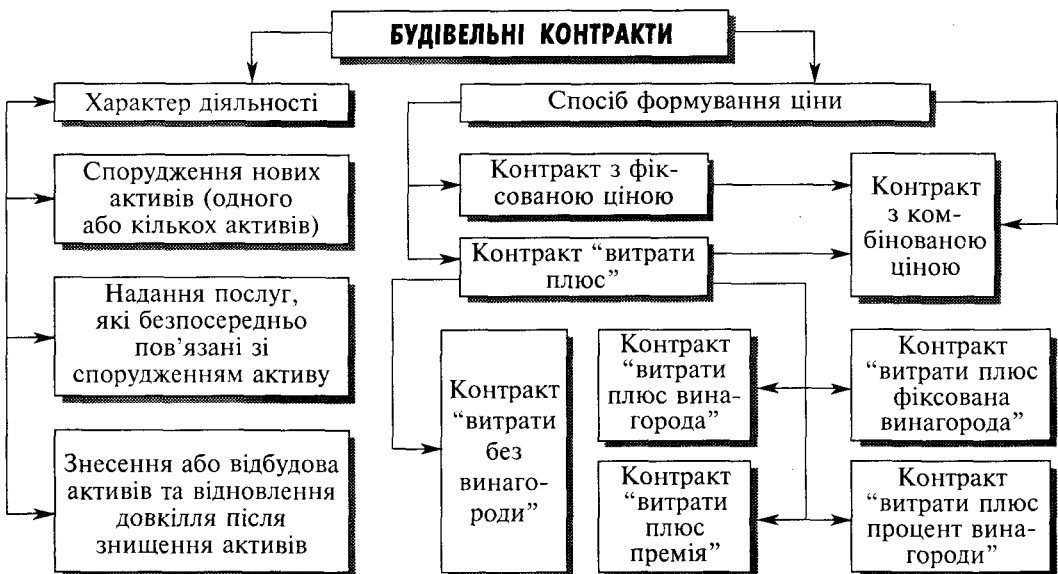 БУДІВЕЛЬНІ КОНТРАКТИ
Характер діяльності
Спорудження нових
активів (одного
або кількох активів)
Надання послуг,
які безпосередньо
пов’язані зі
спорудженням активу
Знесення або відбудова
активів та відновлення
довкілля після
знищення активів
Спосіб формування ціни
Контракт з фік-
сованою ціною
Контракт “витрати
плюс”
Контракт
з ком-
бінованою
ціною
Контракт
“витрати
без
винаго-
роди”
Контракт
“витрати
плюс вина-
города”
Контракт
“витрати плюс
фіксована
винагорода”
Контракт
“витрати
плюс
премія”
Контракт
“витрати плюс
процент вина-
городи”